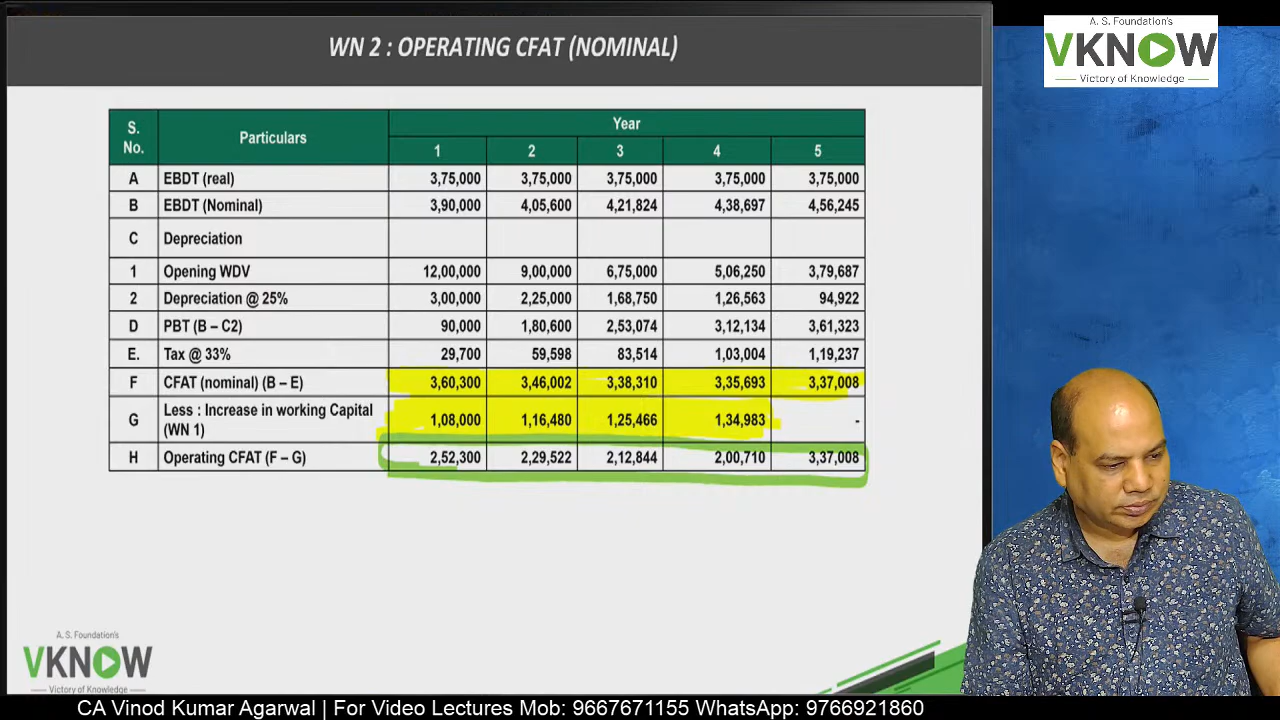 WN 2 : OPERATING CFAT (NOMINAL)
A. S. Foundation's
VKNOW
Victory of Knowledge
S. No. Particulars Year
1 2 3 4 5
A EBDT (real) 3,75,000 3,75,000 3,75,000 3,75,000 3,75,000
B EBDT (Nominal) 3,90,000 4,05,600 4,21,824 4,38,697 4,56,245
C Depreciation
1 Opening WDV 12,00,000 9,00,000 6,75,000 5,06,250 3,79,687
2 Depreciation @ 25% 3,00,000 2,25,000 1,68,750 1,26,563 94,922
D PBT (B – C2) 90,000 1,80,600 2,53,074 3,12,134 3,61,323
E. Tax @ 33% 29,700 59,598 83,514 1,03,004 1,19,237
F CFAT (nominal) (B – E) 3,60,300 3,46,002 3,38,310 3,35,693 3,37,008
G Less : Increase in working Capital (WN 1) 1,08,000 1,16,480 1,25,466 1,34,983 -
H Operating CFAT (F – G) 2,52,300 2,29,522 2,12,844 2,00,710 3,37,008
A. S. Foundation's
VKNOW
Victory of Knowledge
CA Vinod Kumar Agarwal | For Video Lectures Mob: 9667671155 WhatsApp: 9766921860